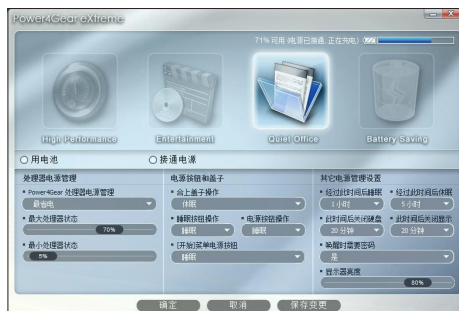 Power4Gear eXtreme
71% 可用 (电源已接通, 正在充电)
High Performance
Entertainment
Quiet Office
Battery Saving
用电池
接通电源
处理器电源管理
Power4Gear 处理器电源管理
最省电
最大处理器状态
70%
最小处理器状态
5%
电源按钮和盖子
合上盖子操作
休眠
睡眠按钮操作
电源按钮操作
睡眠
睡眠
[开始]菜单电源按钮
睡眠
其它电源管理设置
经过此时间后睡眠
经过此时间后休眠
1小时
5小时
此时间后关闭硬盘
此时间后关闭显示
20 分钟
20 分钟
唤醒时需要密码
是
显示器亮度
80%
确定
取消
保存变更